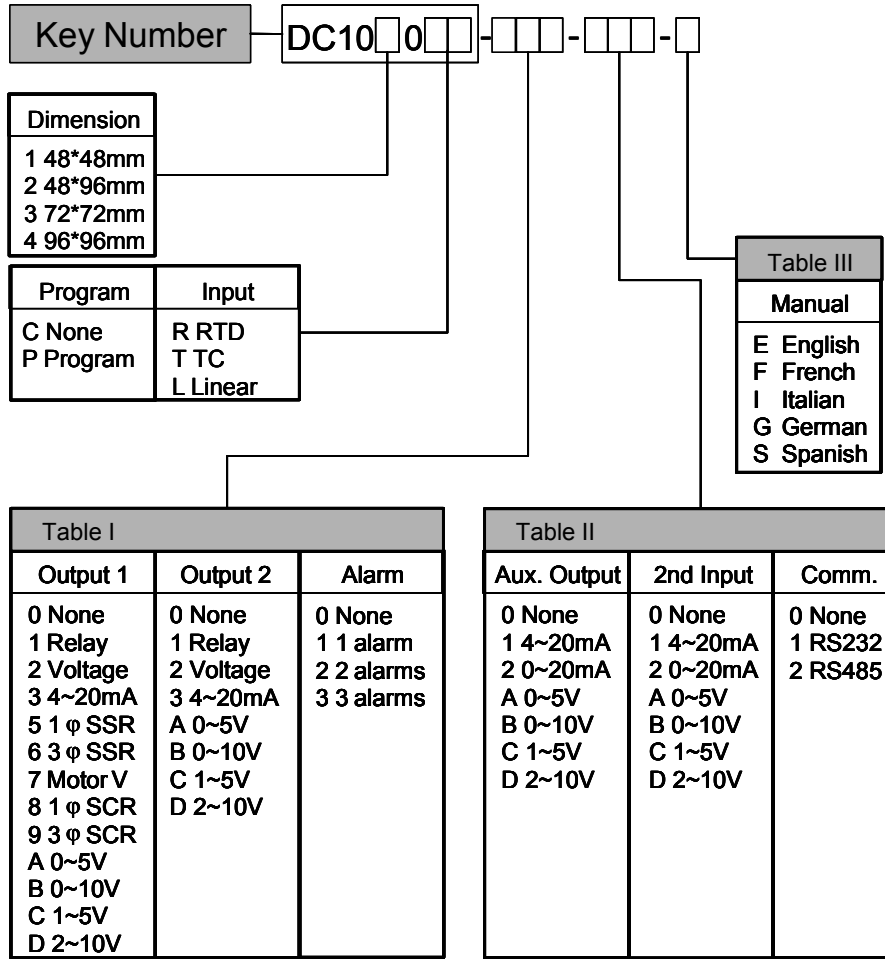 Key Number
DC10□0□□-□□□-□□□-□
Dimension
1 48*48mm
2 48*96mm
3 72*72mm
4 96*96mm
Program Input
C None R RTD
P Program T TC
L Linear
Table III
Manual
E English
F French
I Italian
G German
S Spanish
Table I
Output 1 Output 2 Alarm
0 None 0 None 0 None
1 Relay 1 Relay 1 1 alarm
2 Voltage 2 Voltage 2 2 alarms
3 4~20mA 3 4~20mA 3 3 alarms
5 1 φ SSR A 0~5V
6 3 φ SSR B 0~10V
7 Motor V C 1~5V
8 1 φ SCR D 2~10V
9 3 φ SCR
A 0~5V
B 0~10V
C 1~5V
D 2~10V
Table II
Aux. Output 2nd Input Comm.
0 None 0 None 0 None
1 4~20mA 1 4~20mA 1 RS232
2 0~20mA 2 0~20mA 2 RS485
A 0~5V A 0~5V
B 0~10V B 0~10V
C 1~5V C 1~5V
D 2~10V D 2~10V